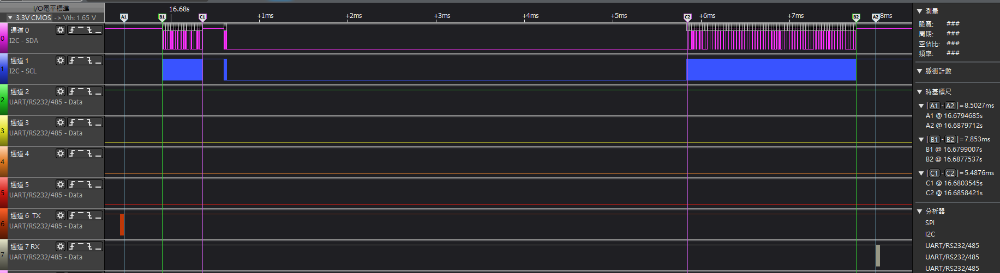 I/O電平標準
3.3V CMOS -> Vth: 1.65 V
16.68s
+1ms
+2ms
+3ms
+4ms
+5ms
+6ms
+7ms
8ms
A1
B1
C1
C2
B2
A2
0
通道 0
I2C - SDA
1
通道 1
I2C - SCL
2
通道 2
UART/RS232/485 - Data
3
通道 3
UART/RS232/485 - Data
4
通道 4
5
通道 5
UART/RS232/485 - Data
6
通道 6 TX
UART/RS232/485 - Data
7
通道 7 RX
UART/RS232/485 - Data
測量
脈寬: ###
周期: ###
空佔比: ###
頻率: ###
脈衝計數
時基標尺
| A1 - A2 |=8.5027ms
A1 @ 16.6794685s
A2 @ 16.6879712s
| B1 - B2 |=7.853ms
B1 @ 16.6799007s
B2 @ 16.6877537s
| C1 - C2 |=5.4876ms
C1 @ 16.6803545s
C2 @ 16.6858421s
分析器
SPI
I2C
UART/RS232/485
UART/RS232/485
UART/RS232/485